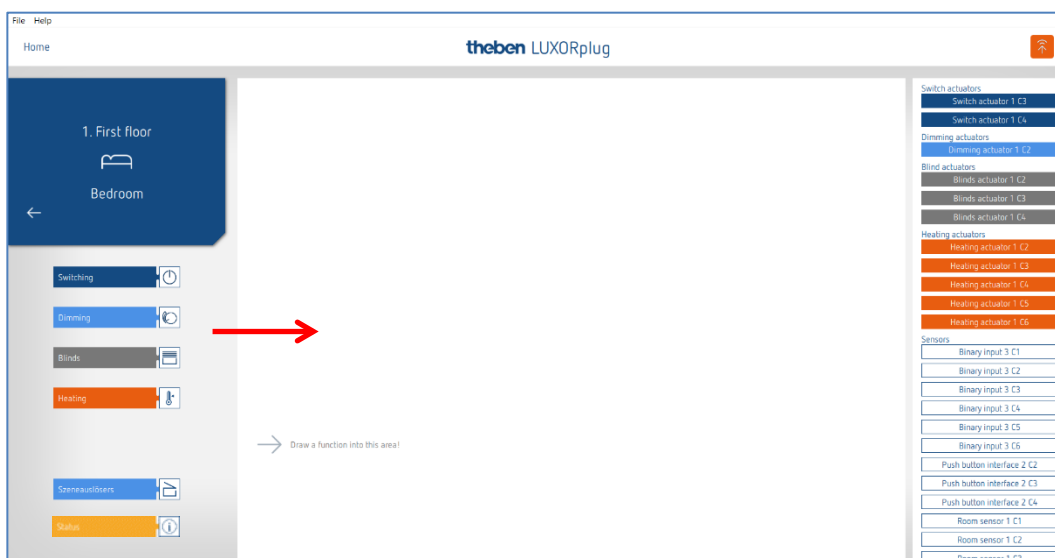 File Help
Home
theben LUXORplug
1. First floor
Bedroom
Switching
Dimming
Blinds
Heating
Szeneauslösers
Status
Draw a function into this area!
Switch actuators
Switch actuator 1 C3
Switch actuator 1 C4
Dimming actuators
Dimming actuator 1 C2
Blind actuators
Blinds actuator 1 C2
Blinds actuator 1 C3
Blinds actuator 1 C4
Heating actuators
Heating actuator 1 C2
Heating actuator 1 C3
Heating actuator 1 C4
Heating actuator 1 C5
Heating actuator 1 C6
Sensors
Binary input 3 C1
Binary input 3 C2
Binary input 3 C3
Binary input 3 C4
Binary input 3 C5
Binary input 3 C6
Push button interface 2 C2
Push button interface 2 C3
Push button interface 2 C4
Room sensor 1 C1
Room sensor 1 C2